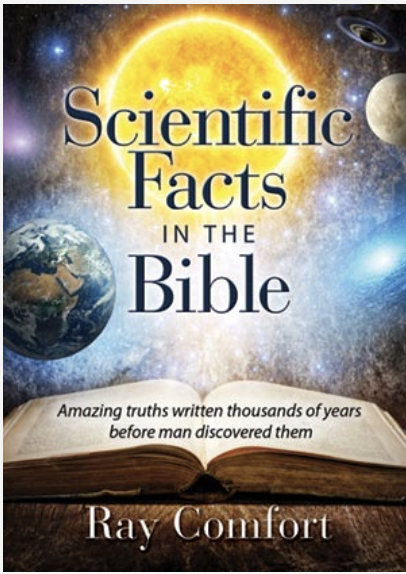 Scientific
Facts
IN THE
Bible
Amazing truths written thousands of years
before man discovered them
Ray Comfort